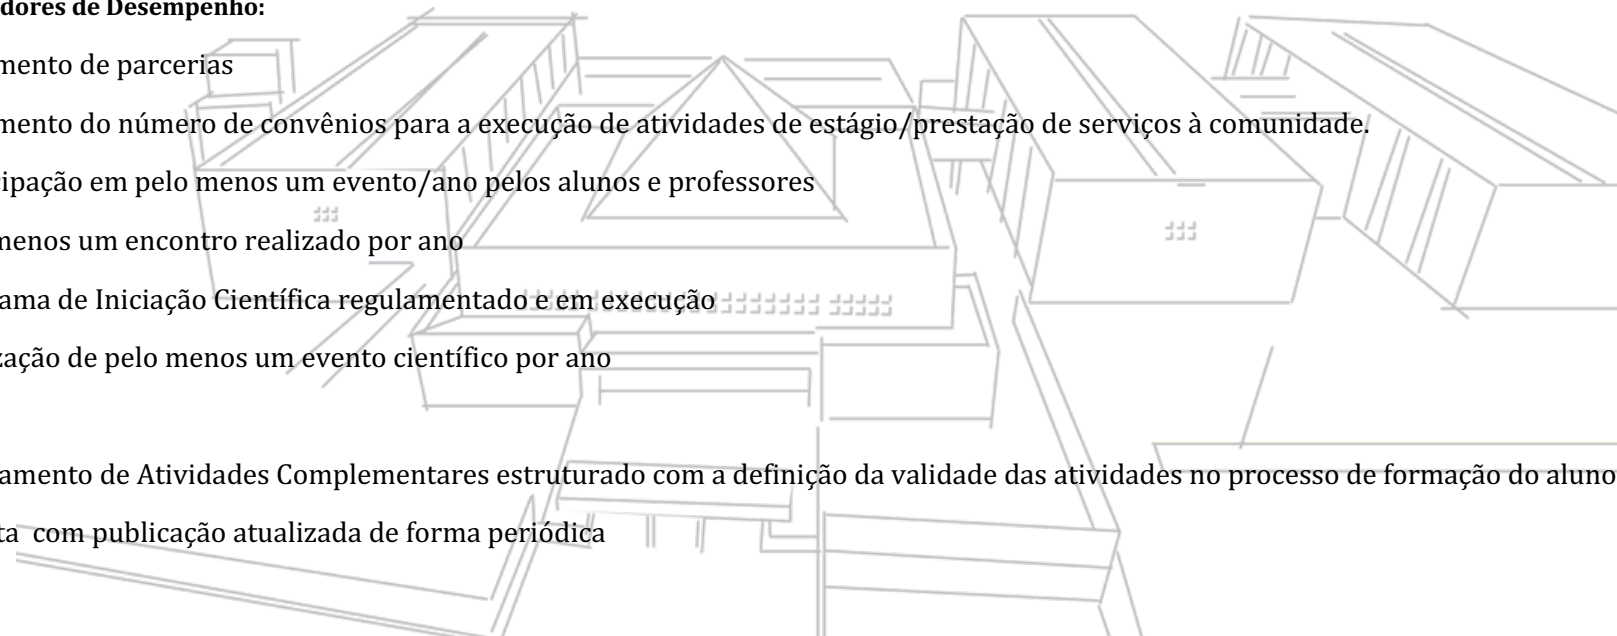 dores de Desempenho:
mento de parcerias
mento do número de convênios para a execução de atividades de estágio/prestação de serviços à comunidade.
ipação em pelo menos um evento/ano pelos alunos e professores
menos um encontro realizado por ano
ama de Iniciação Científica regulamentado e em execução
zação de pelo menos um evento científico por ano
amento de Atividades Complementares estruturado com a definição da validade das atividades no processo de formação do aluno
ta com publicação atualizada de forma periódica